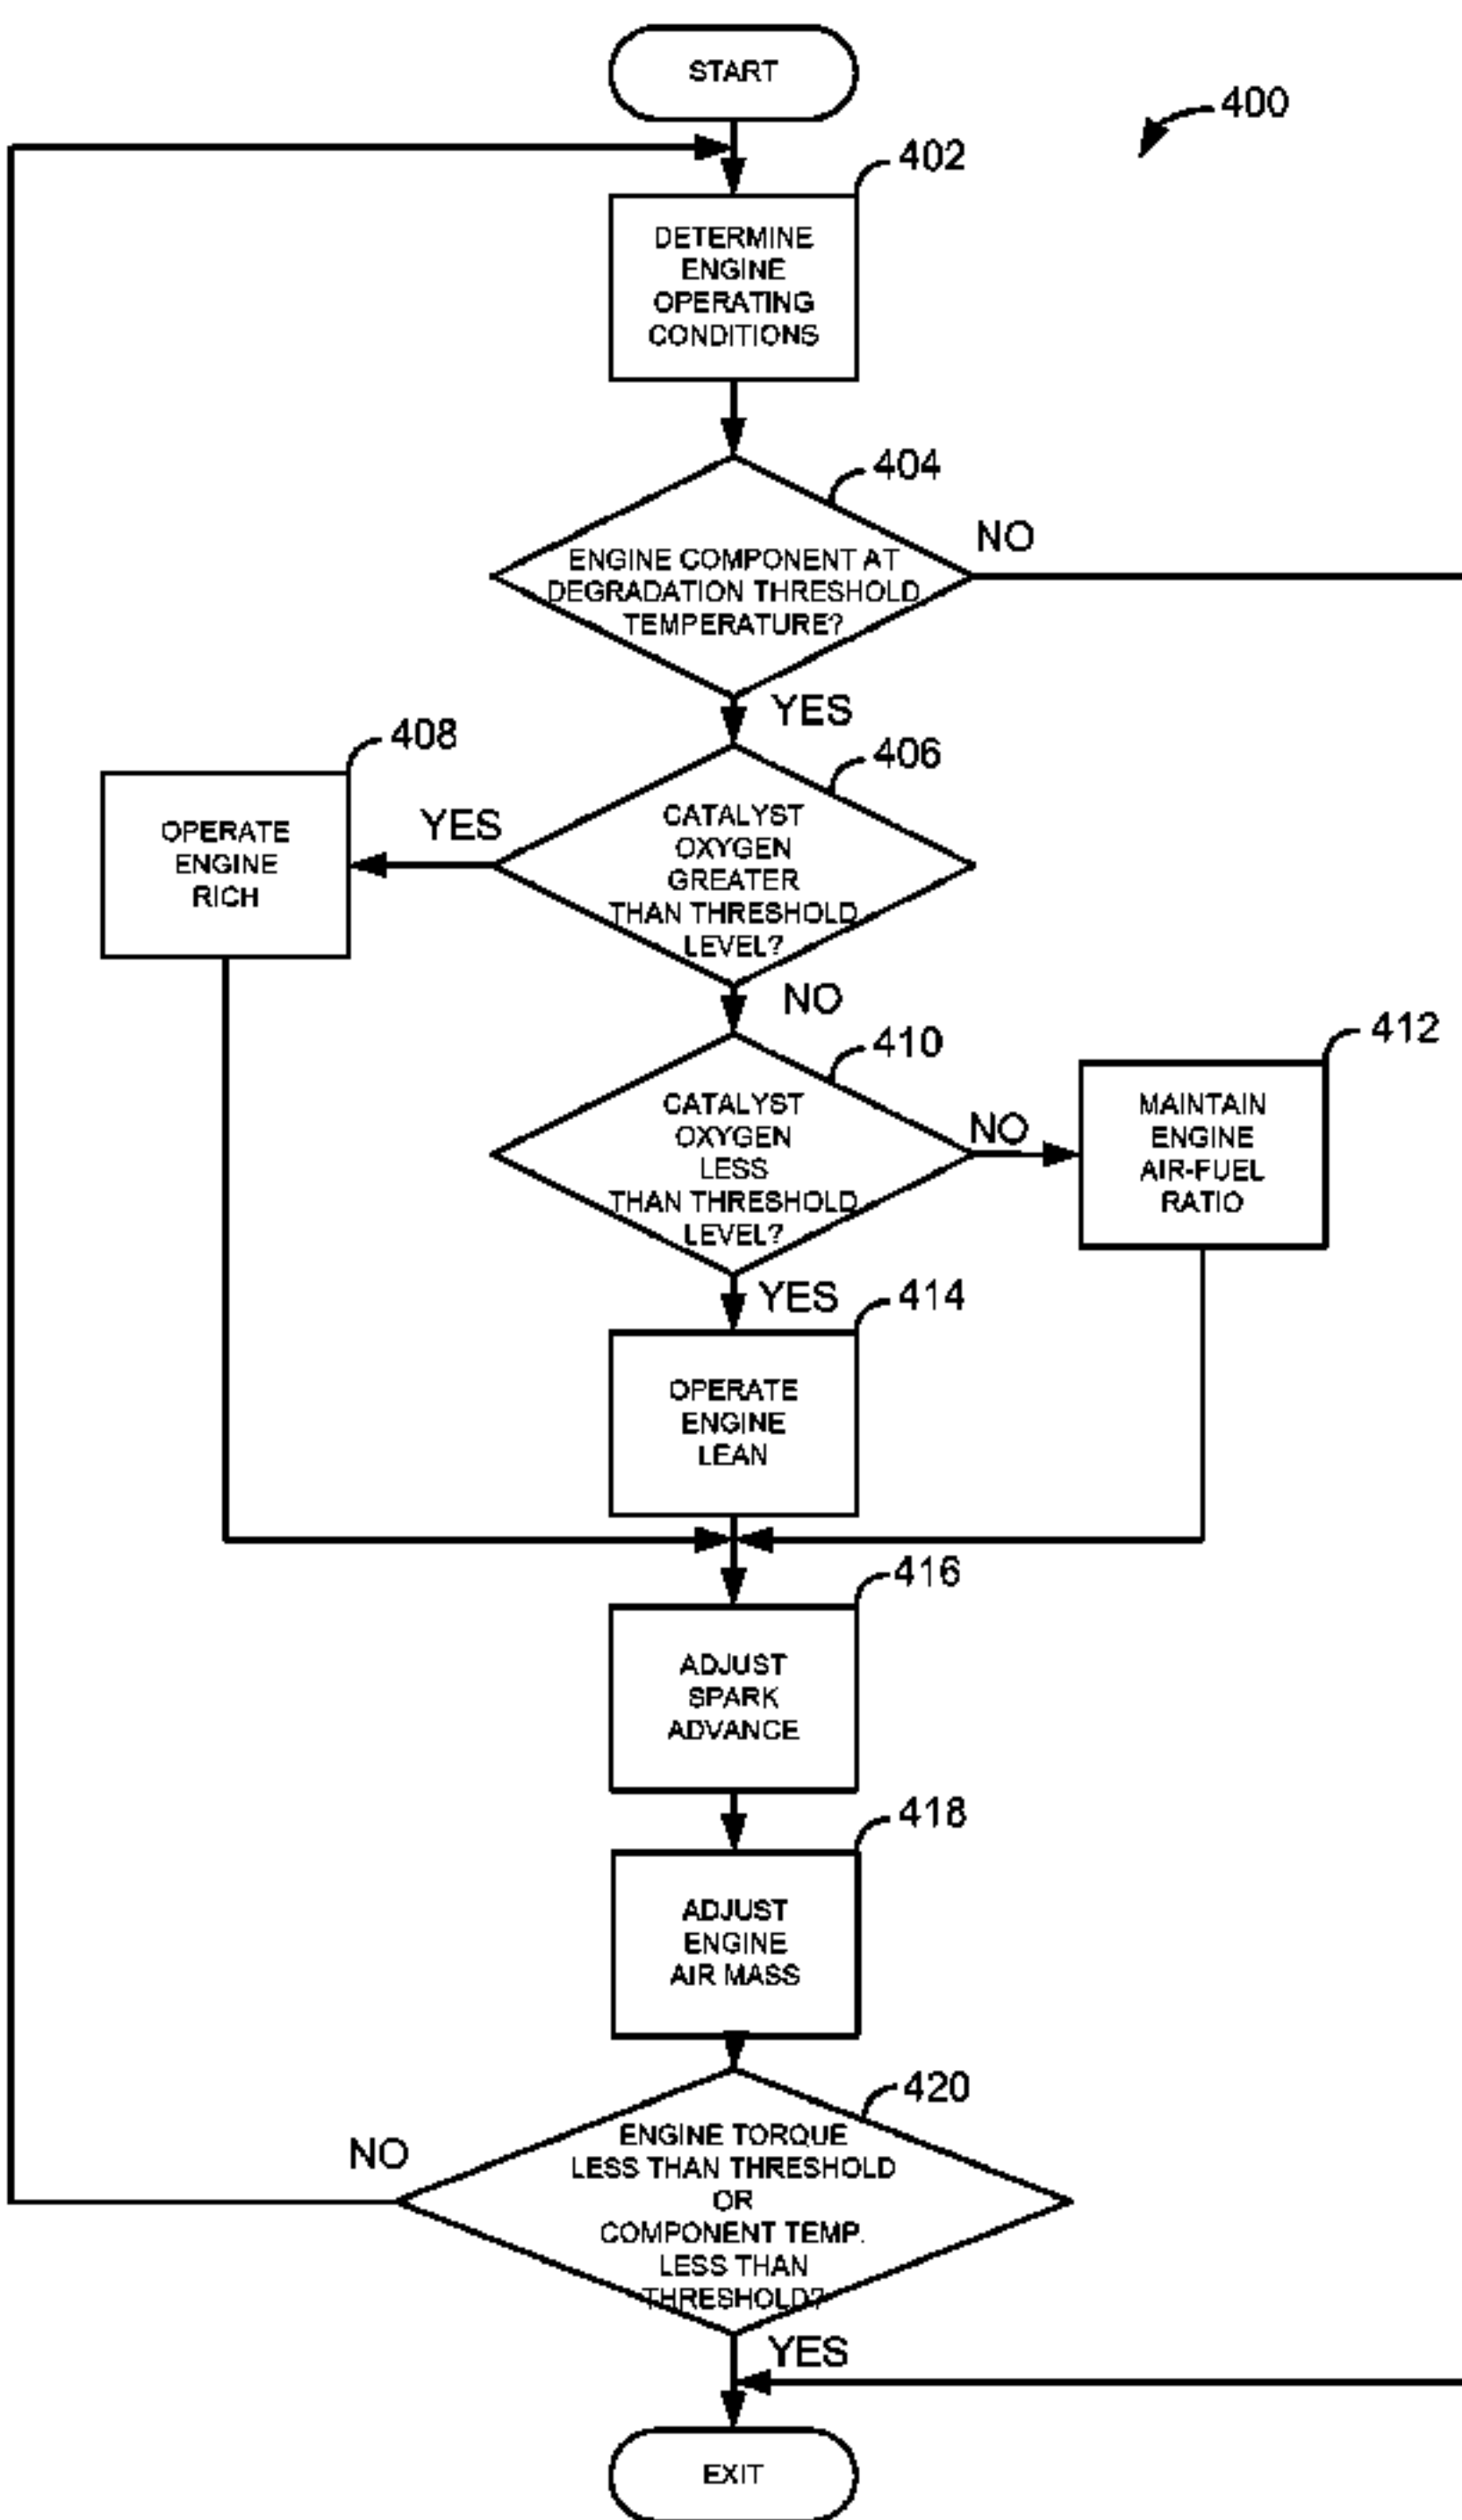 START
400
402
DETERMINE
ENGINE
OPERATING
CONDITIONS
404
NO
ENGINE COMPONENT AT
DEGRADATION THRESHOLD
TEMPERATURE?
YES
408
406
OPERATE
ENGINE
RICH
YES
CATALYST
OXYGEN
GREATER
THAN THRESHOLD
LEVEL?
NO
410
412
CATALYST
OXYGEN
LESS
THAN THRESHOLD
LEVEL?
NO
MAINTAIN
ENGINE
AIR-FUEL
RATIO
YES
414
OPERATE
ENGINE
LEAN
416
ADJUST
SPARK
ADVANCE
418
ADJUST
ENGINE
AIR MASS
420
NO
ENGINE TORQUE
LESS THAN THRESHOLD
OR
COMPONENT TEMP.
LESS THAN
THRESHOLD?
YES
EXIT